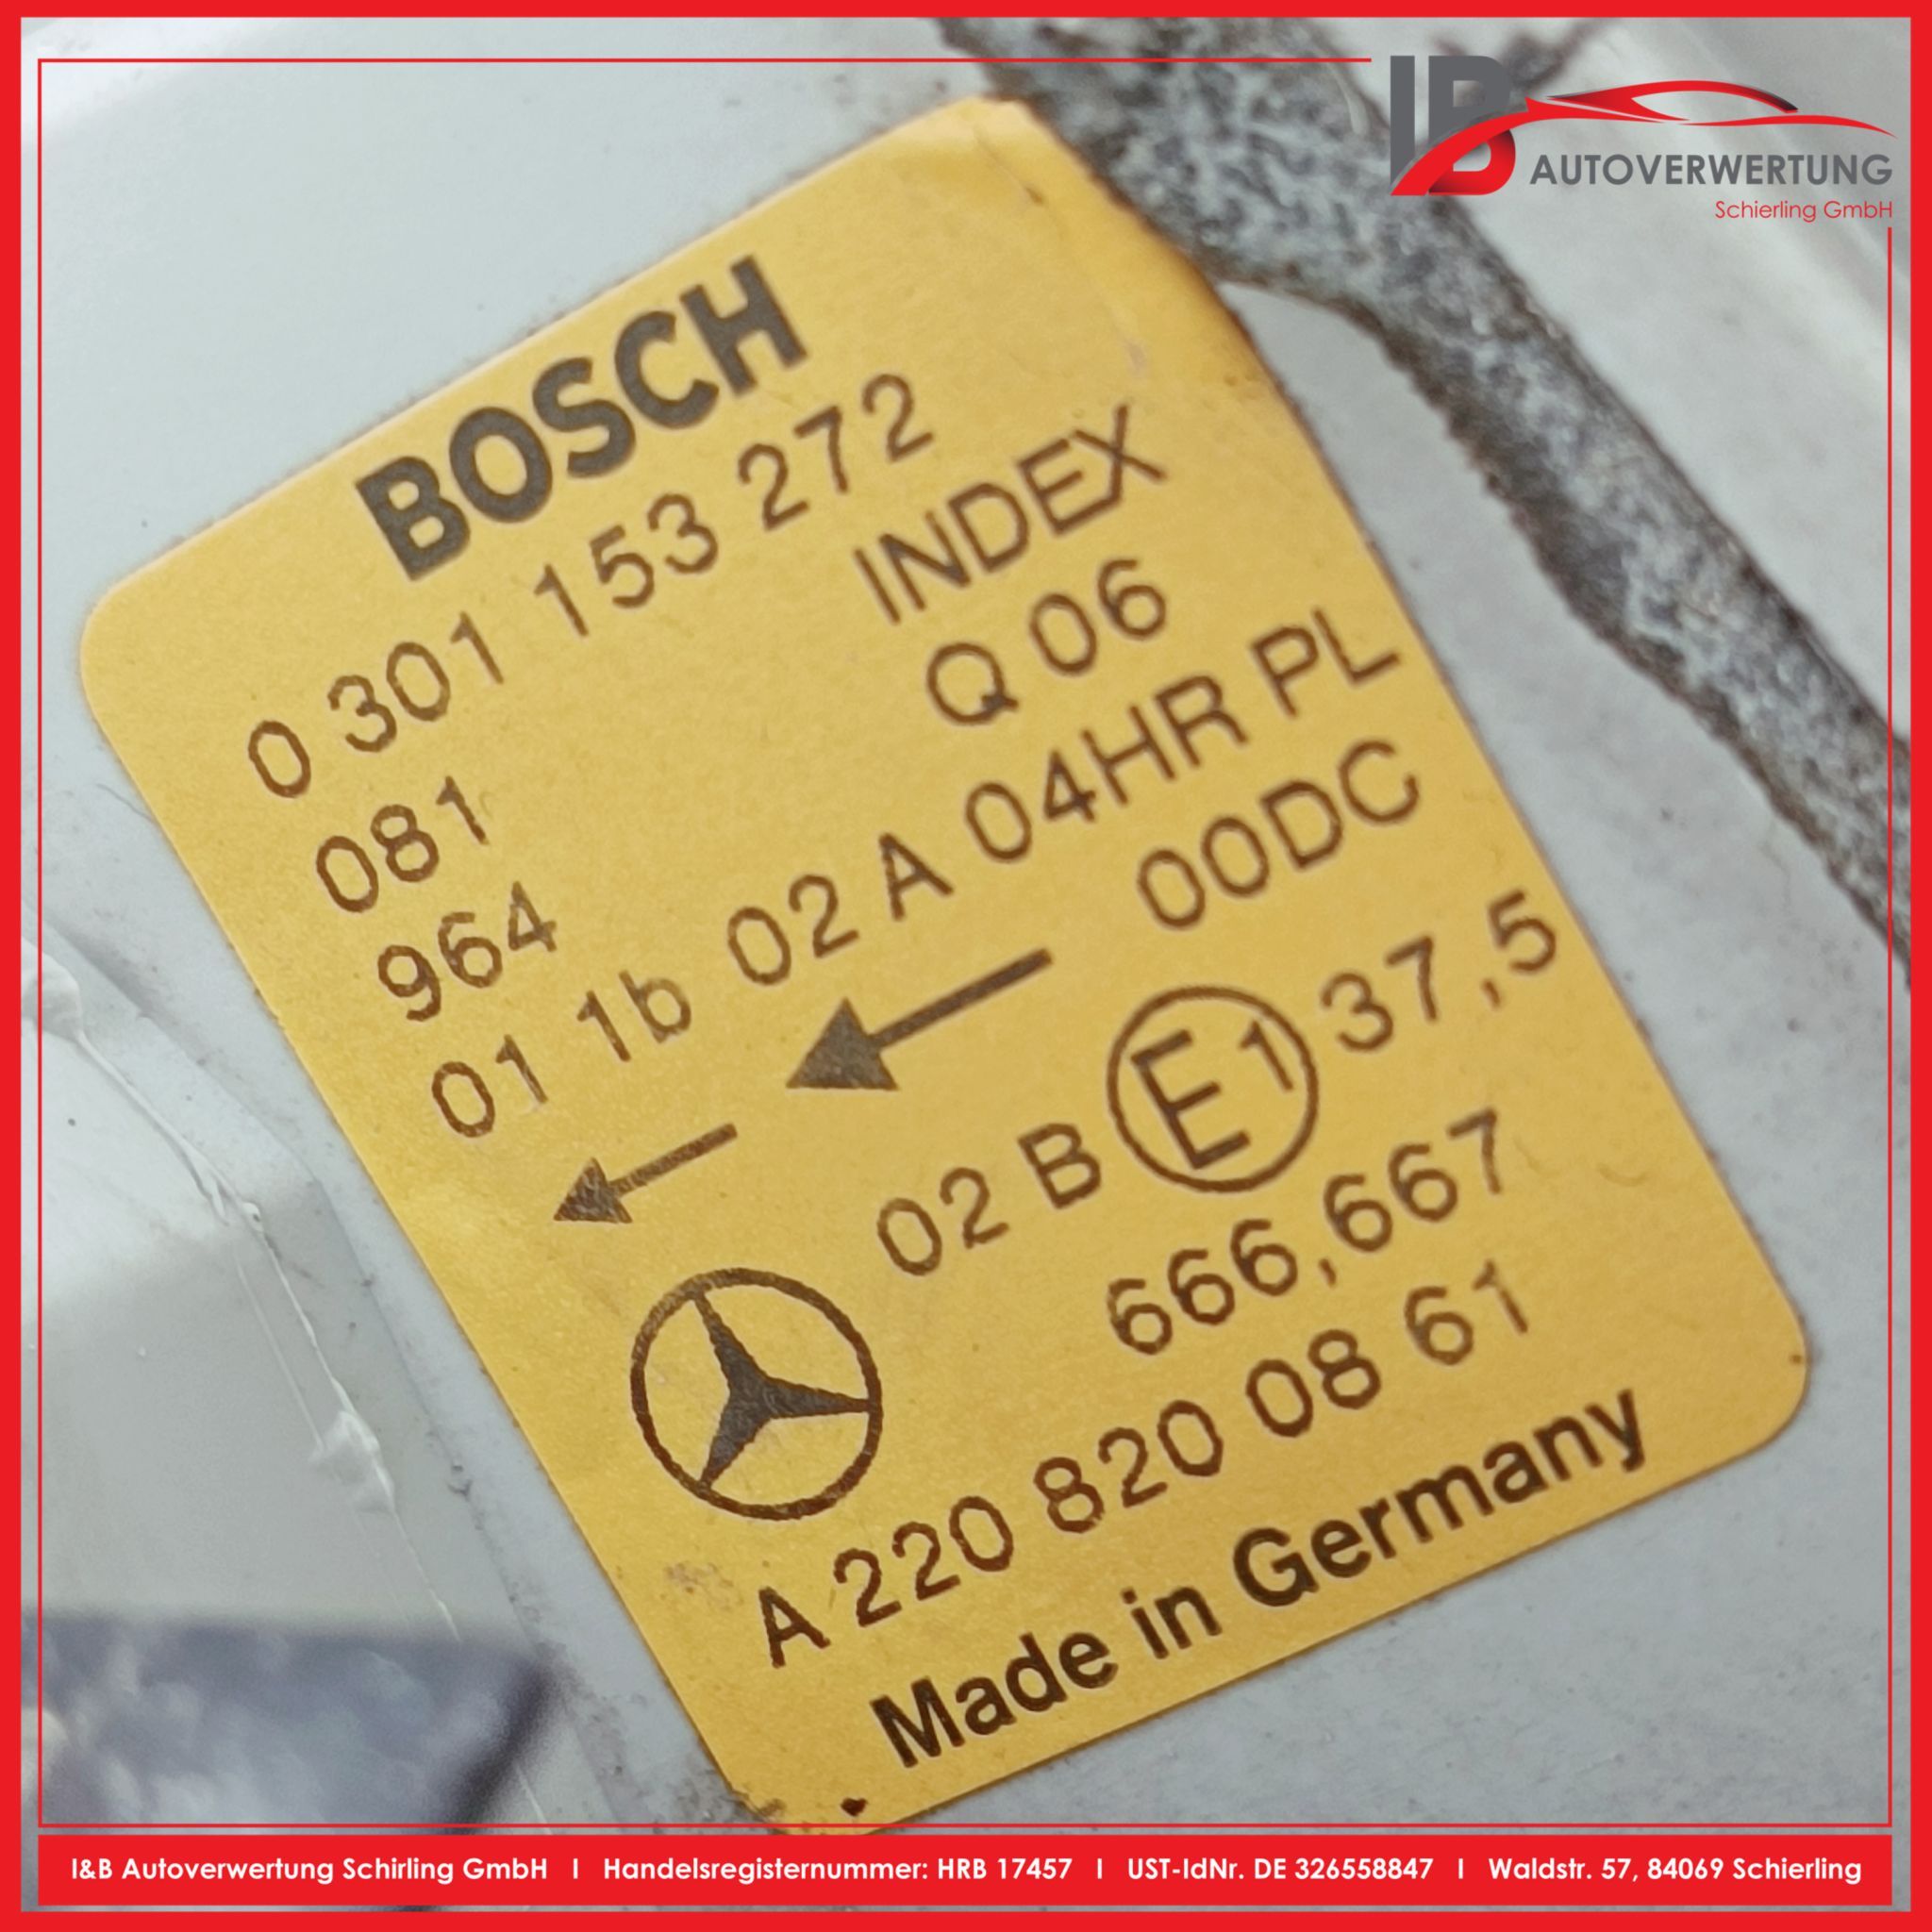 IB
AUTOVERWERTUNG
Schierling GmbH
BOSCH
0 301 153 272
INDEX
081
Q 06
964
01 1b 02 A 04HR PL
00DC
02 B E1 37,5
666,667
A 220 820 08 61
Made in Germany
I&B Autoverwertung Schirling GmbH I Handelsregisternummer: HRB 17457 I UST-IdNr. DE 326558847 I Waldstr. 57, 84069 Schierling